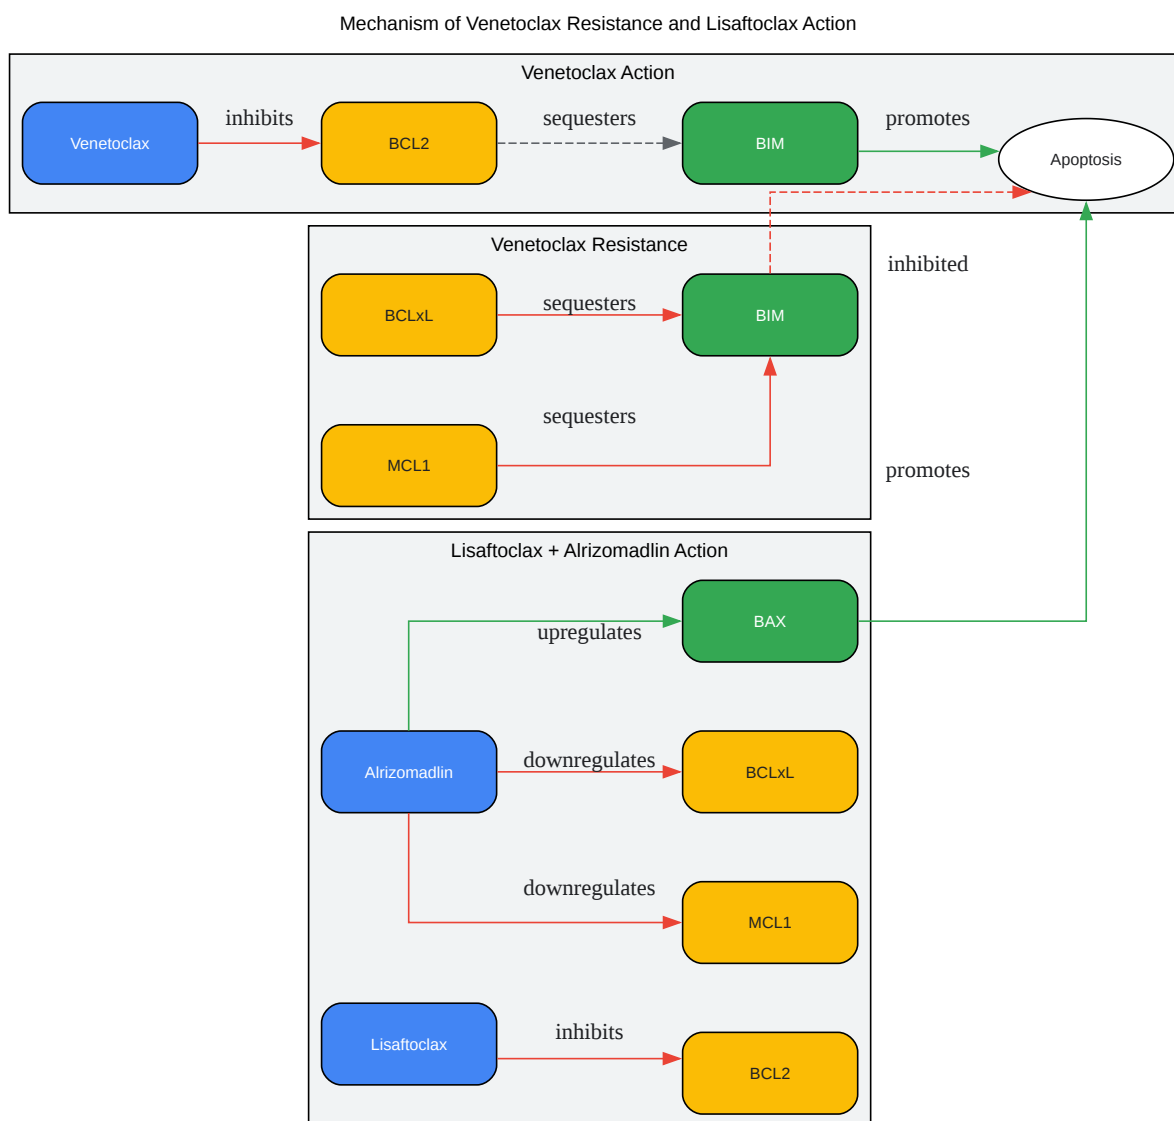 Mechanism of Venetoclax Resistance and Lisaftoclax Action
Venetoclax Action
Venetoclax
inhibits
BCL2
sequesters
BIM
promotes
Apoptosis
Venetoclax Resistance
BCLxL
sequesters
BIM
inhibited
MCL1
sequesters
promotes
Lisaftoclax + Alrizomadlin Action
upregulates
BAX
Alrizomadlin
downregulates
BCLxL
downregulates
MCL1
Lisaftoclax
inhibits
BCL2